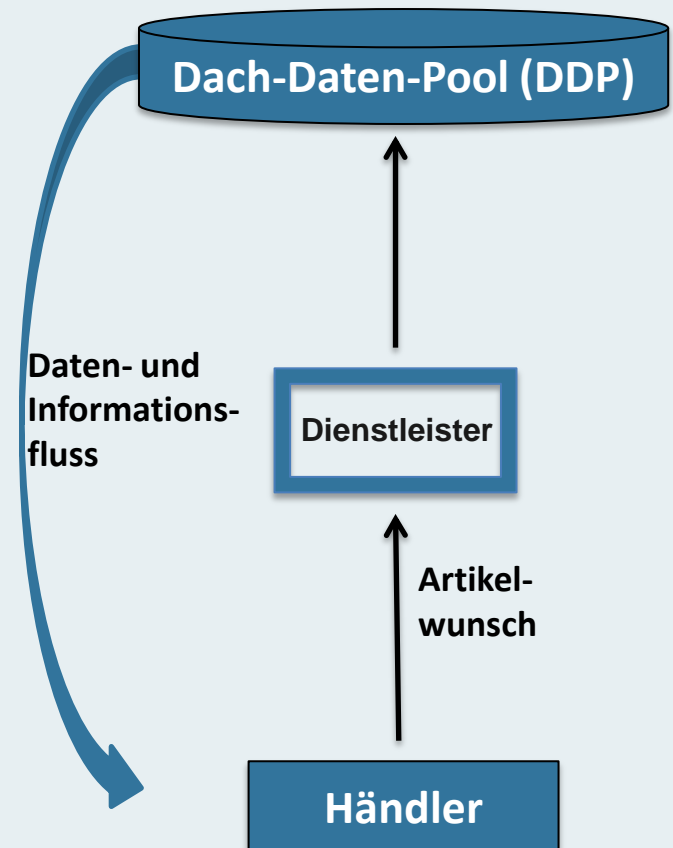 Dach-Daten-Pool (DDP)
Daten- und
Informations-
fluss
Dienstleister
Artikel-
wunsch
Händler